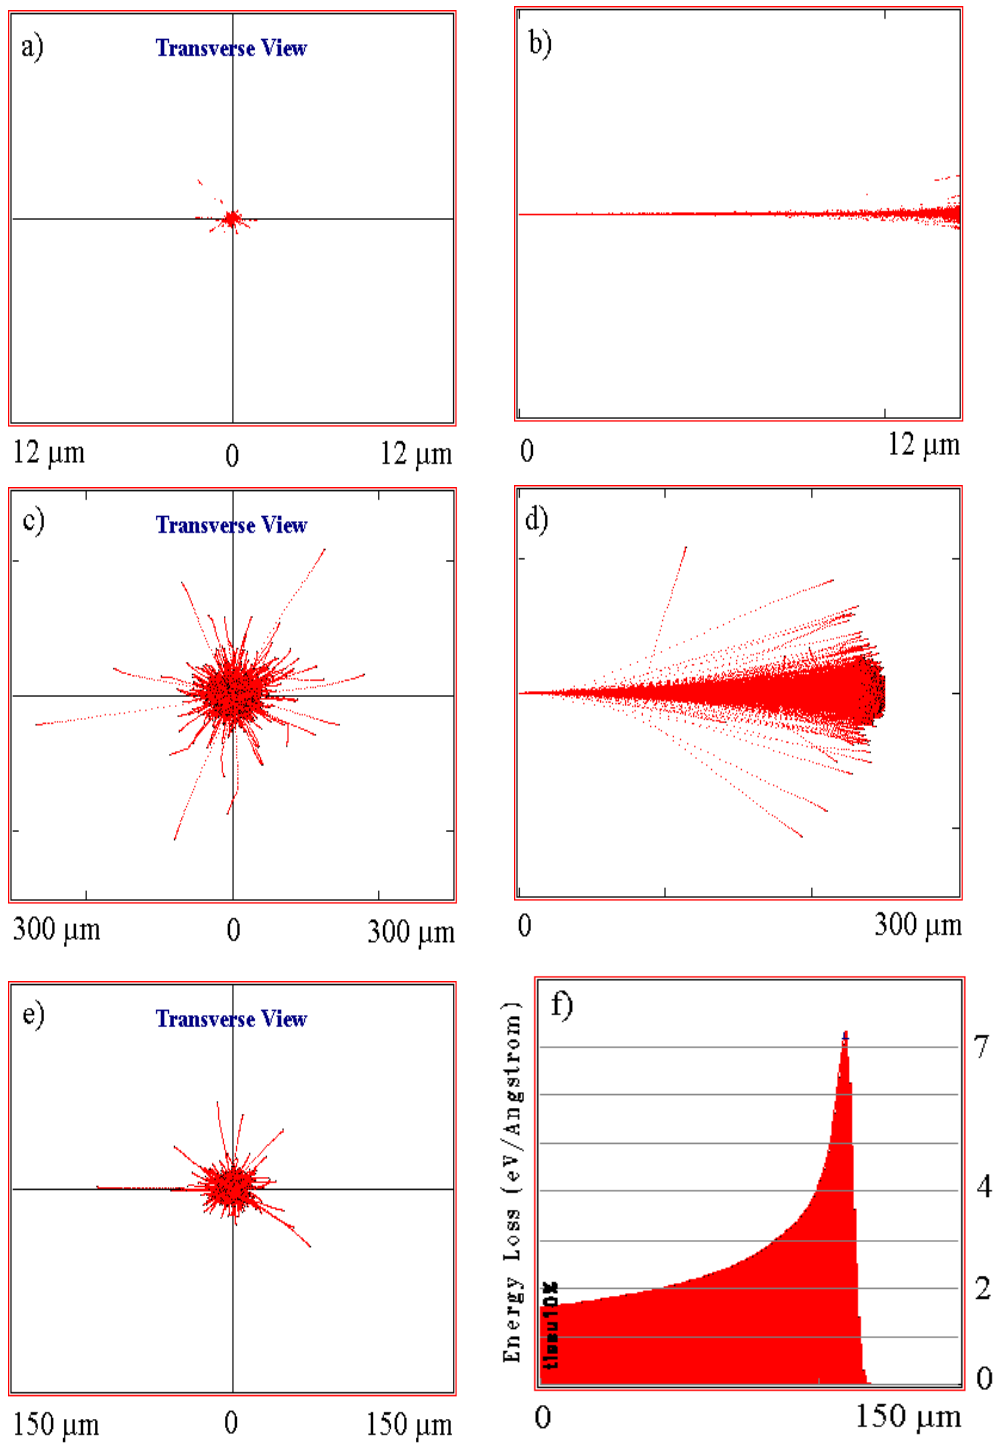 a) Transverse View
12 µm 0 12 µm
b)
0 12 µm
c) Transverse View
300 µm 0 300 µm
d)
0 300 µm
e) Transverse View
150 µm 0 150 µm
f)
Energy Loss (eV/Angstrom)
tissu10%
7
4
2
0
0 150 µm